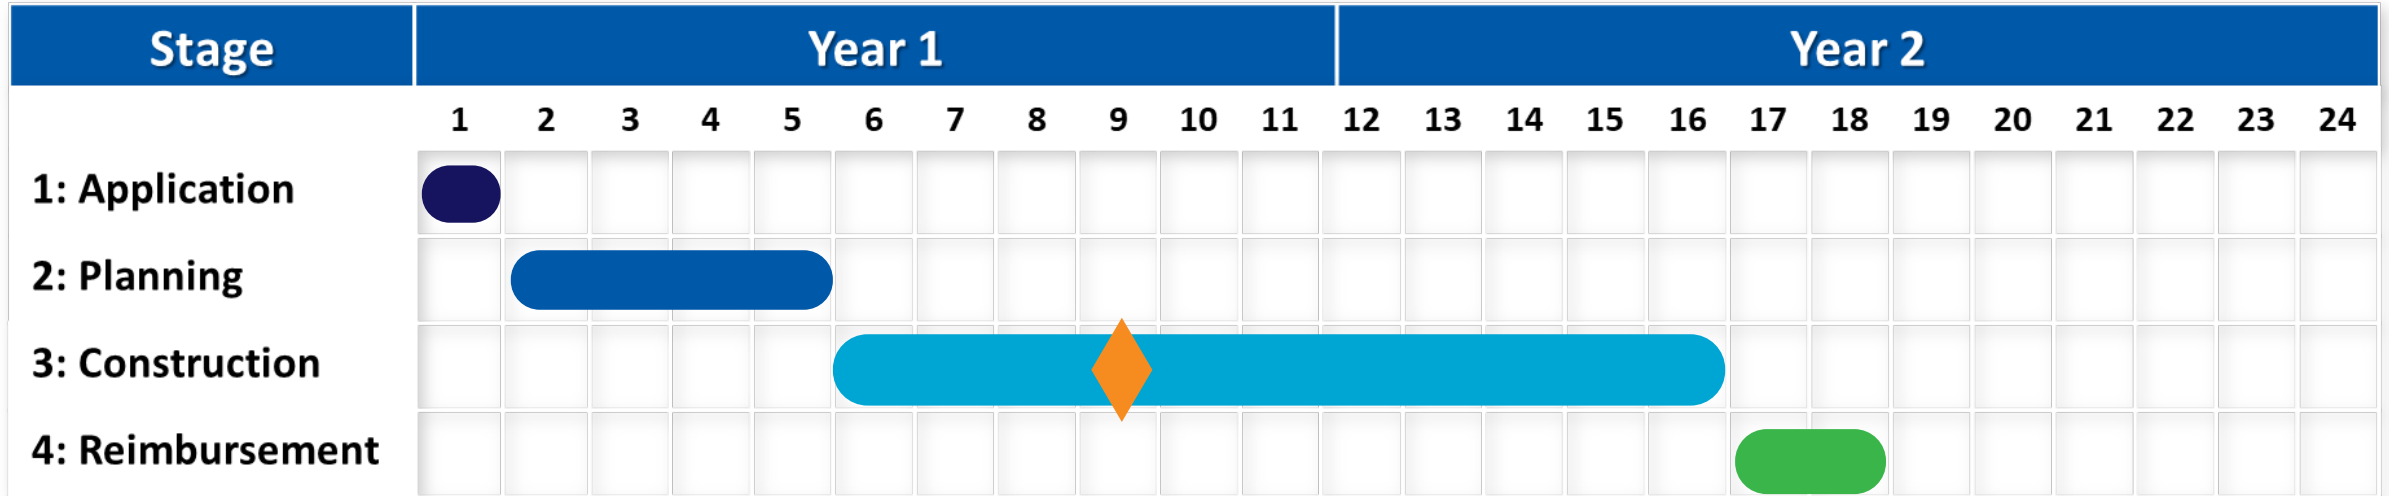 Stage Year 1 Year 2
1 2 3 4 5 6 7 8 9 10 11 12 13 14 15 16 17 18 19 20 21 22 23 24
1: Application
2: Planning
3: Construction
4: Reimbursement